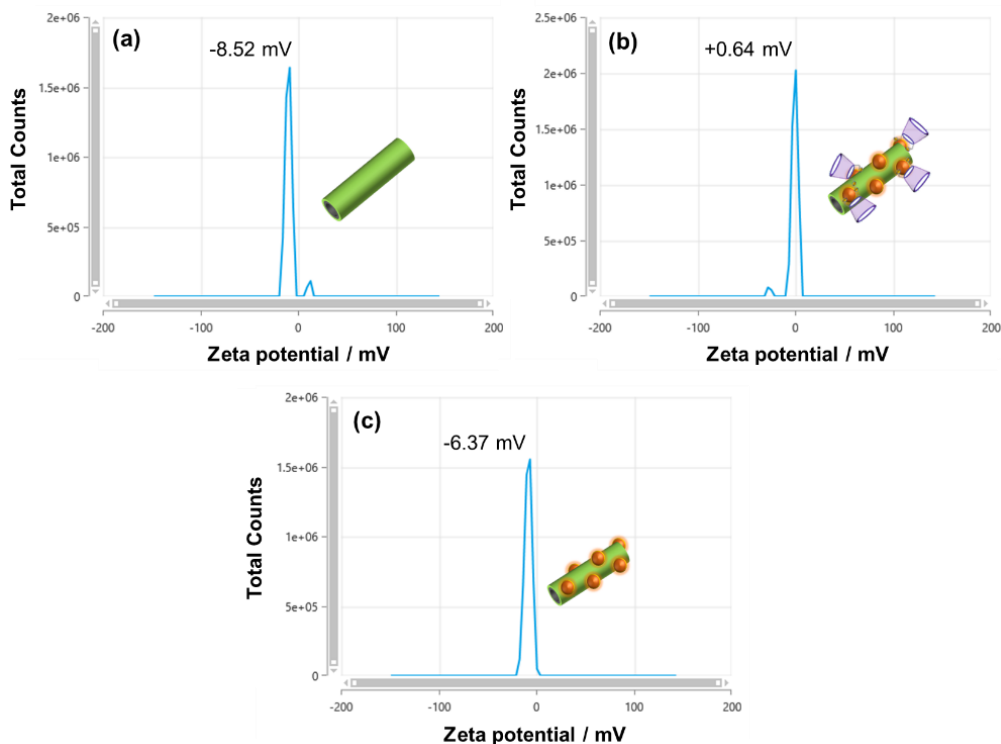 (a)
-8.52 mV
Total Counts
2e+06
1.5e+06
1e+06
5e+05
0
-200
-100
0
100
200
Zeta potential / mV
(b)
+0.64 mV
Total Counts
2.5e+06
2e+06
1.5e+06
1e+06
5e+05
0
-200
-100
0
100
200
Zeta potential / mV
(c)
-6.37 mV
Total Counts
2e+06
1.5e+06
1e+06
5e+05
0
-200
-100
0
100
200
Zeta potential / mV